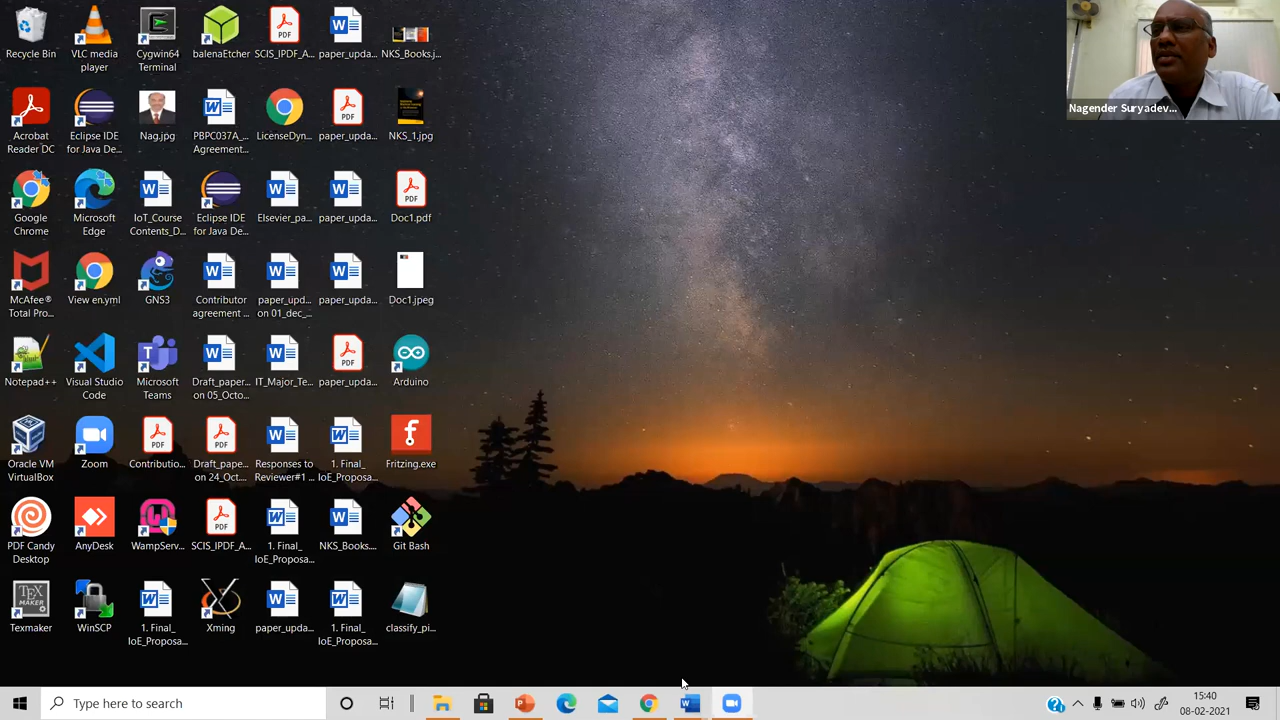 Recycle Bin
VLC media
player
Cygwin64
Terminal
balenaEtcher
SCIS_IPDF_A...
paper_upda...
NKS_Books.j...
Nagender Suryadev...
Acrobat
Reader DC
Eclipse IDE
for Java De...
Nag.jpg
PBPC037A_...
Agreement...
LicenseDyn...
paper_upda...
NKS_1.jpg
Google
Chrome
Microsoft
Edge
IoT_Course
Contents_D...
Eclipse IDE
for Java De...
Elsevier_pa...
paper_upda...
Doc1.pdf
McAfee®
Total Pro...
View en.yml
GNS3
Contributor
agreement ...
paper_upd...
on 01_dec_...
paper_upda...
Doc1.jpeg
Notepad++
Visual Studio
Code
Microsoft
Teams
Draft_paper...
on 05_Octo...
IT_Major_Te...
paper_upda...
Arduino
Oracle VM
VirtualBox
Zoom
Contributio...
Draft_pape...
on 24_Oct....
Responses to
Reviewer#1 ...
1. Final_
IoE_Proposa...
Fritzing.exe
PDF Candy
Desktop
AnyDesk
WampServ...
SCIS_IPDF_A...
1. Final_
IoE_Proposa...
NKS_Books....
Git Bash
TEX
MAKER
Texmaker
WinSCP
1. Final_
IoE_Proposa...
Xming
paper_upda...
1. Final_
IoE_Proposa...
classify_pi...
Type here to search
15:40
08-02-2021